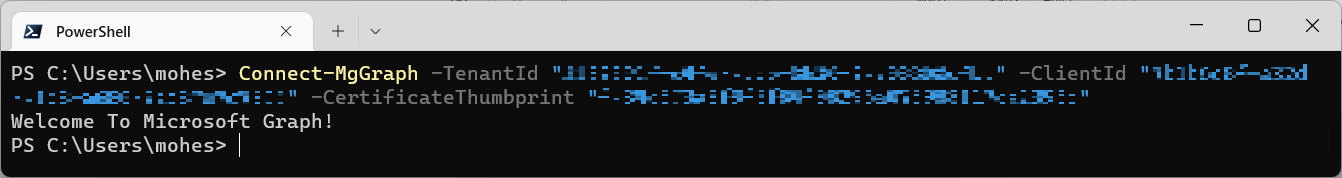 PowerShell
PS C:\Users\mohes> Connect-MgGraph -TenantId " " -ClientId "
" -CertificateThumbprint " "
Welcome To Microsoft Graph!
PS C:\Users\mohes>